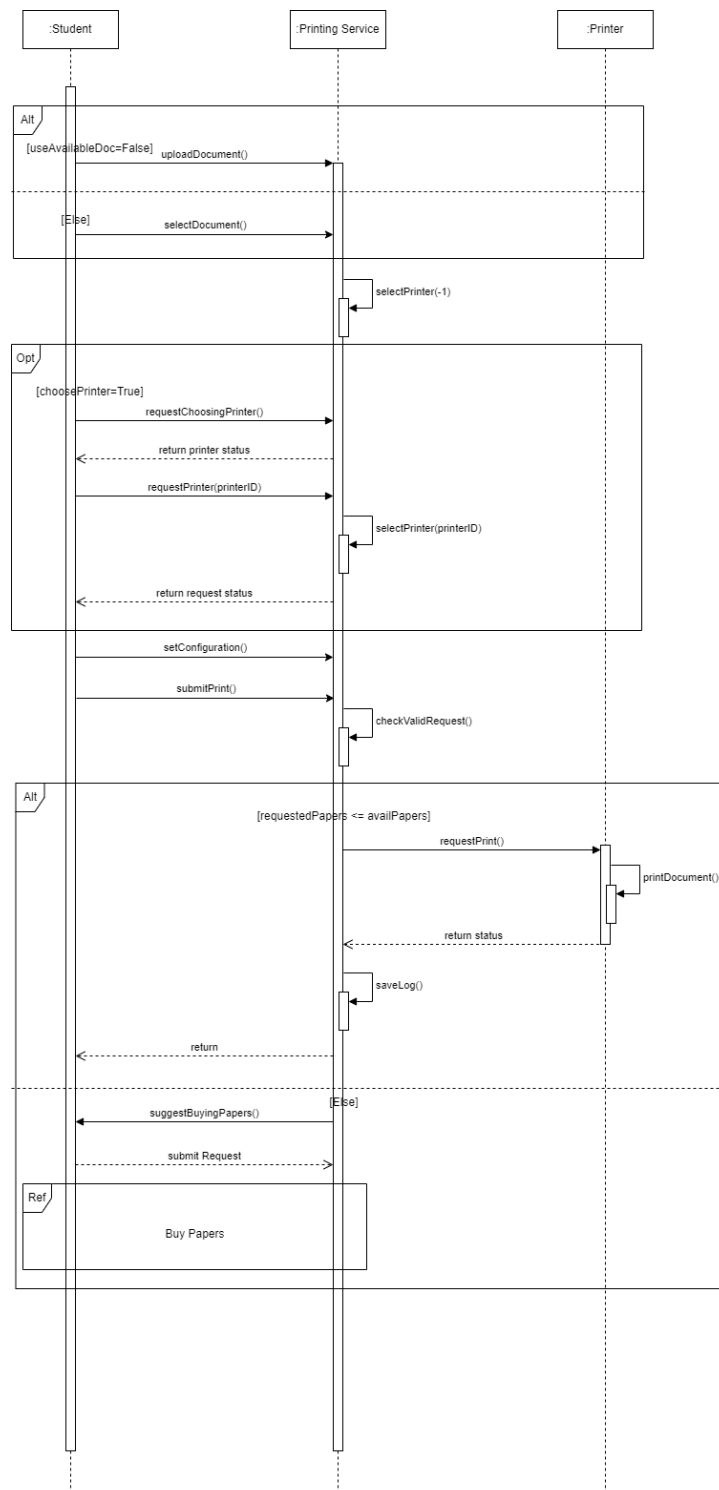 :Student
:Printing Service
:Printer
Alt
[useAvailableDoc=False]
uploadDocument()
[Else]
selectDocument()
selectPrinter(-1)
Opt
[choosePrinter=True]
requestChoosingPrinter()
return printer status
requestPrinter(printerID)
selectPrinter(printerID)
return request status
setConfiguration()
submitPrint()
checkValidRequest()
Alt
[requestedPapers <= availPapers]
requestPrint()
printDocument()
return status
saveLog()
return
[Else]
suggestBuyingPapers()
submit Request
Ref
Buy Papers